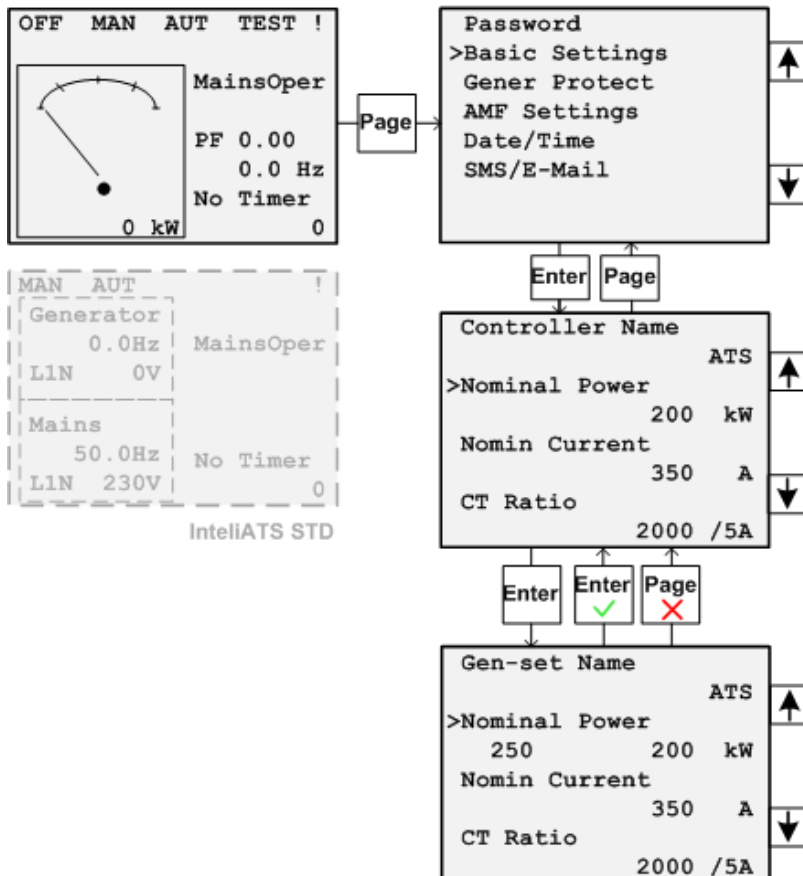 OFF MAN AUT TEST !
MainsOper
PF 0.00
0.0 Hz
No Timer
0 kW 0
Page
Password
>Basic Settings
Gener Protect
AMF Settings
Date/Time
SMS/E-Mail
Enter Page
MAN AUT !
Generator
0.0Hz MainsOper
L1N 0V
Mains
50.0Hz No Timer
L1N 230V 0
InteliATS STD
Controller Name
ATS
>Nominal Power
200 kW
Nomin Current
350 A
CT Ratio
2000 /5A
Enter Enter Page
Gen-set Name
ATS
>Nominal Power
250 200 kW
Nomin Current
350 A
CT Ratio
2000 /5A